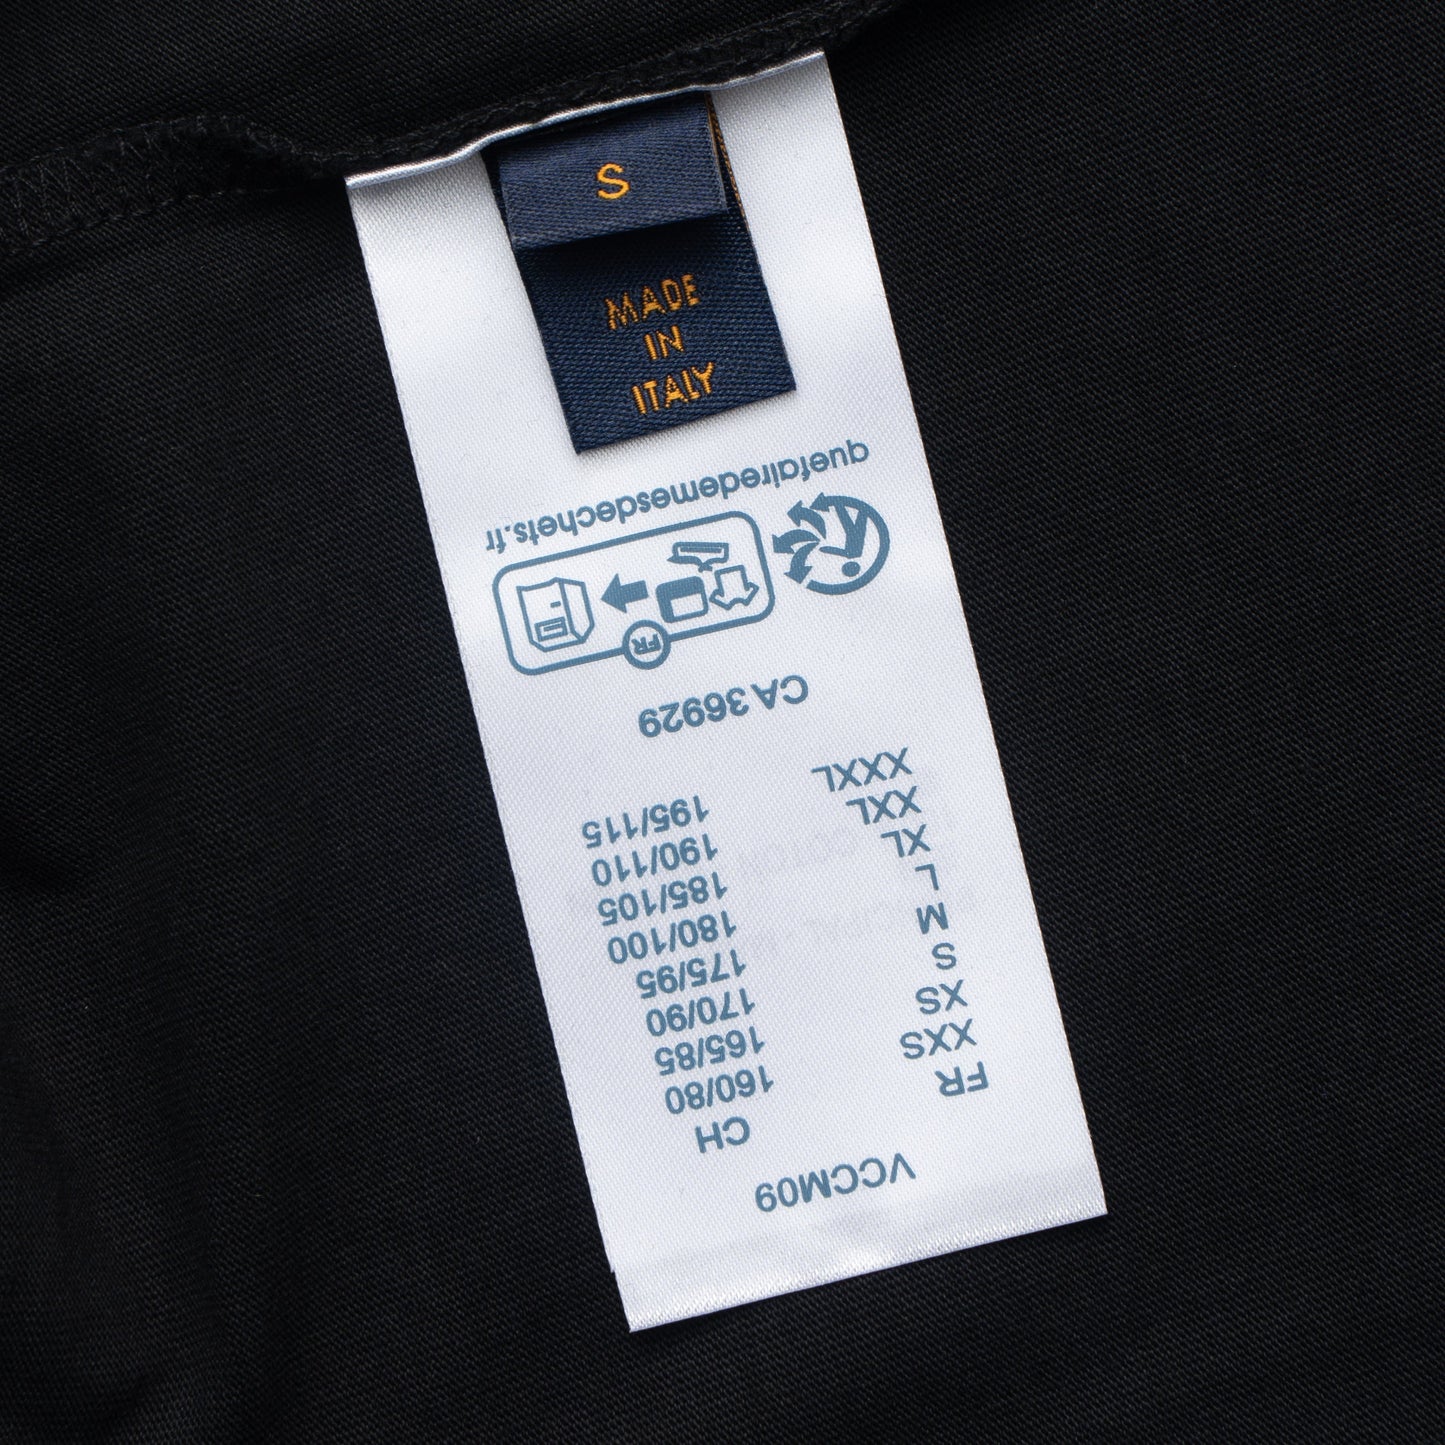 S
MADE
IN
ITALY
VCCM09
FR CH
XXS 160/80
XS 165/85
S 170/90
M 175/95
L 180/100
XL 185/105
XXL 190/110
XXXL 195/115
CA 36929
FR
quefairedemesdechets.fr